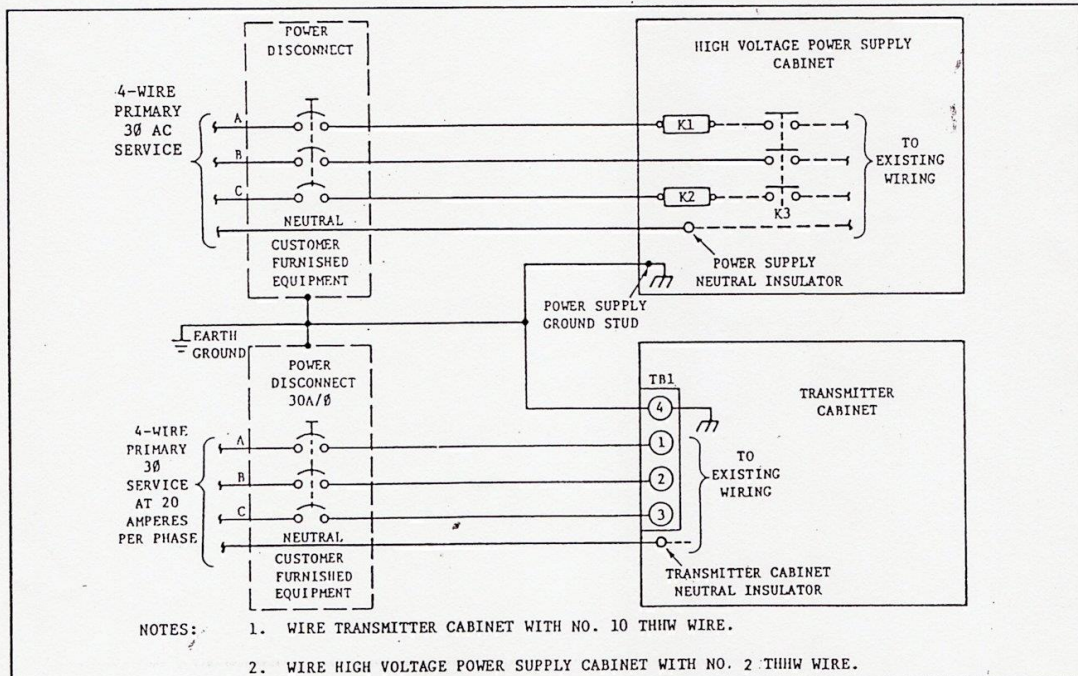 POWER
DISCONNECT
HIGH VOLTAGE POWER SUPPLY
CABINET
4-WIRE
PRIMARY
3Ø AC
SERVICE
A
B
C
NEUTRAL
CUSTOMER
FURNISHED
EQUIPMENT
K1
K2
K3
TO
EXISTING
WIRING
POWER SUPPLY
NEUTRAL INSULATOR
POWER SUPPLY
GROUND STUD
EARTH
GROUND
POWER
DISCONNECT
30A/Ø
4-WIRE
PRIMARY
3Ø
SERVICE
AT 20
AMPERES
PER PHASE
A
B
C
NEUTRAL
CUSTOMER
FURNISHED
EQUIPMENT
TB1
4
1
2
3
TO
EXISTING
WIRING
TRANSMITTER
CABINET
TRANSMITTER CABINET
NEUTRAL INSULATOR
NOTES: 1. WIRE TRANSMITTER CABINET WITH NO. 10 THHW WIRE.
2. WIRE HIGH VOLTAGE POWER SUPPLY CABINET WITH NO. 2 THHW WIRE.